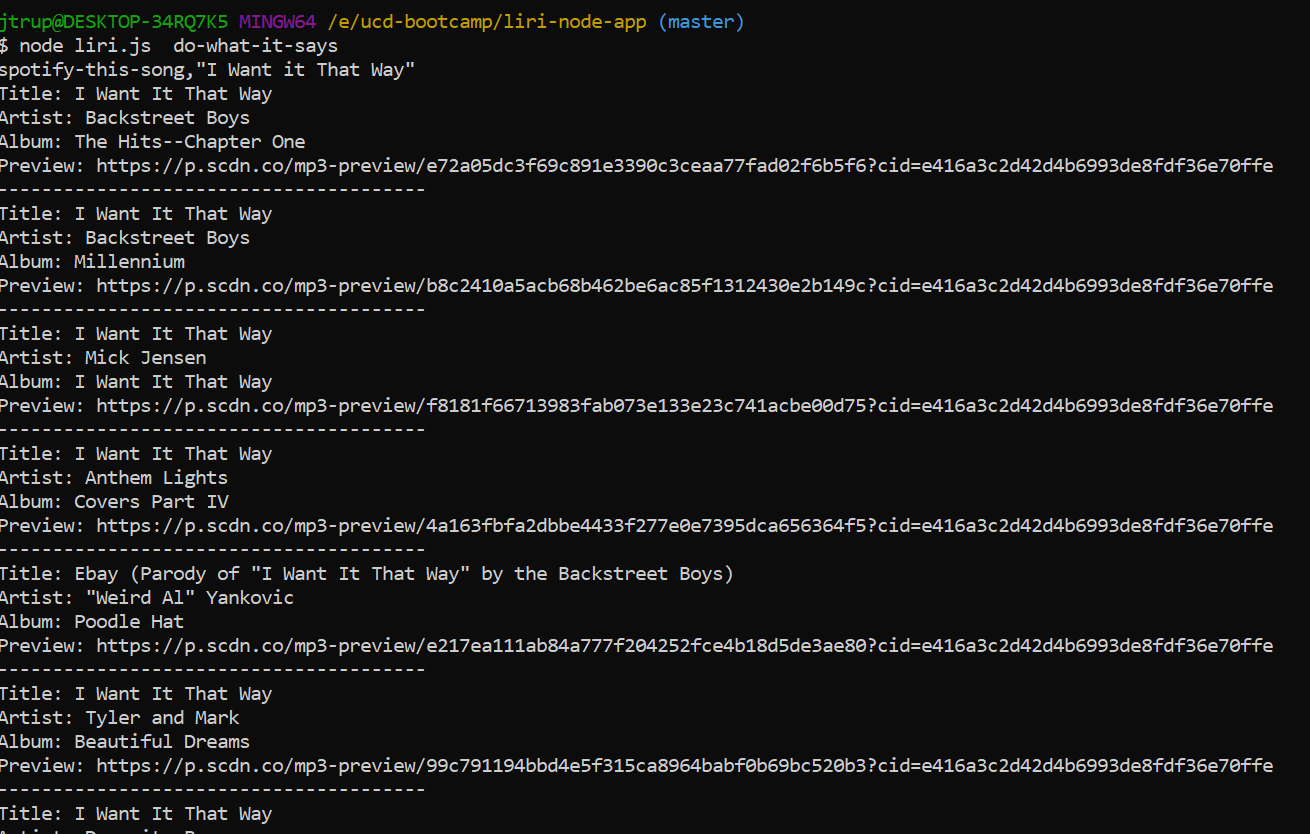 jtrup@DESKTOP-34RQ7K5 MINGW64 /e/ucd-bootcamp/liri-node-app (master)
$ node liri.js  do-what-it-says
spotify-this-song,"I Want it That Way"
Title: I Want It That Way
Artist: Backstreet Boys
Album: The Hits--Chapter One
Preview: https://p.scdn.co/mp3-preview/e72a05dc3f69c891e3390c3ceaa77fad02f6b5f6?cid=e416a3c2d42d4b6993de8fdf36e70ffe
---------------------------------------
Title: I Want It That Way
Artist: Backstreet Boys
Album: Millennium
Preview: https://p.scdn.co/mp3-preview/b8c2410a5acb68b462be6ac85f1312430e2b149c?cid=e416a3c2d42d4b6993de8fdf36e70ffe
---------------------------------------
Title: I Want It That Way
Artist: Mick Jensen
Album: I Want It That Way
Preview: https://p.scdn.co/mp3-preview/f8181f66713983fab073e133e23c741acbe00d75?cid=e416a3c2d42d4b6993de8fdf36e70ffe
---------------------------------------
Title: I Want It That Way
Artist: Anthem Lights
Album: Covers Part IV
Preview: https://p.scdn.co/mp3-preview/4a163fbfa2dbbe4433f277e0e7395dca656364f5?cid=e416a3c2d42d4b6993de8fdf36e70ffe
---------------------------------------
Title: Ebay (Parody of "I Want It That Way" by the Backstreet Boys)
Artist: "Weird Al" Yankovic
Album: Poodle Hat
Preview: https://p.scdn.co/mp3-preview/e217ea111ab84a777f204252fce4b18d5de3ae80?cid=e416a3c2d42d4b6993de8fdf36e70ffe
---------------------------------------
Title: I Want It That Way
Artist: Tyler and Mark
Album: Beautiful Dreams
Preview: https://p.scdn.co/mp3-preview/99c791194bbd4e5f315ca8964babf0b69bc520b3?cid=e416a3c2d42d4b6993de8fdf36e70ffe
---------------------------------------
Title: I Want It That Way